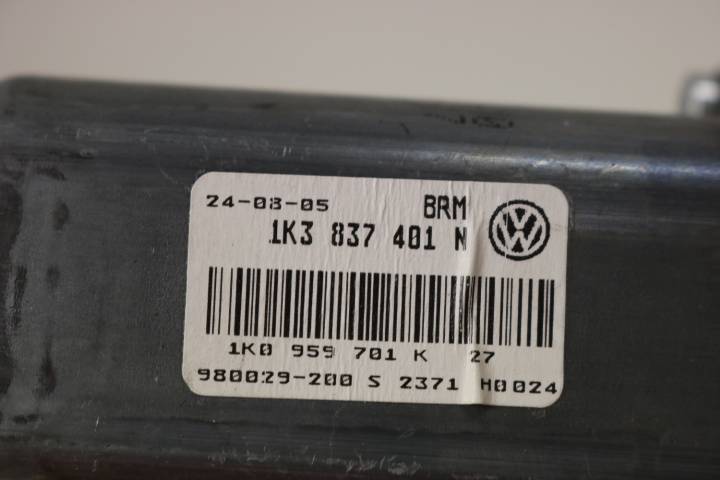 24-08-05 BRM
1K3 837 401 N
1K0 959 701 K 27
980029-200 S 2371 H0024